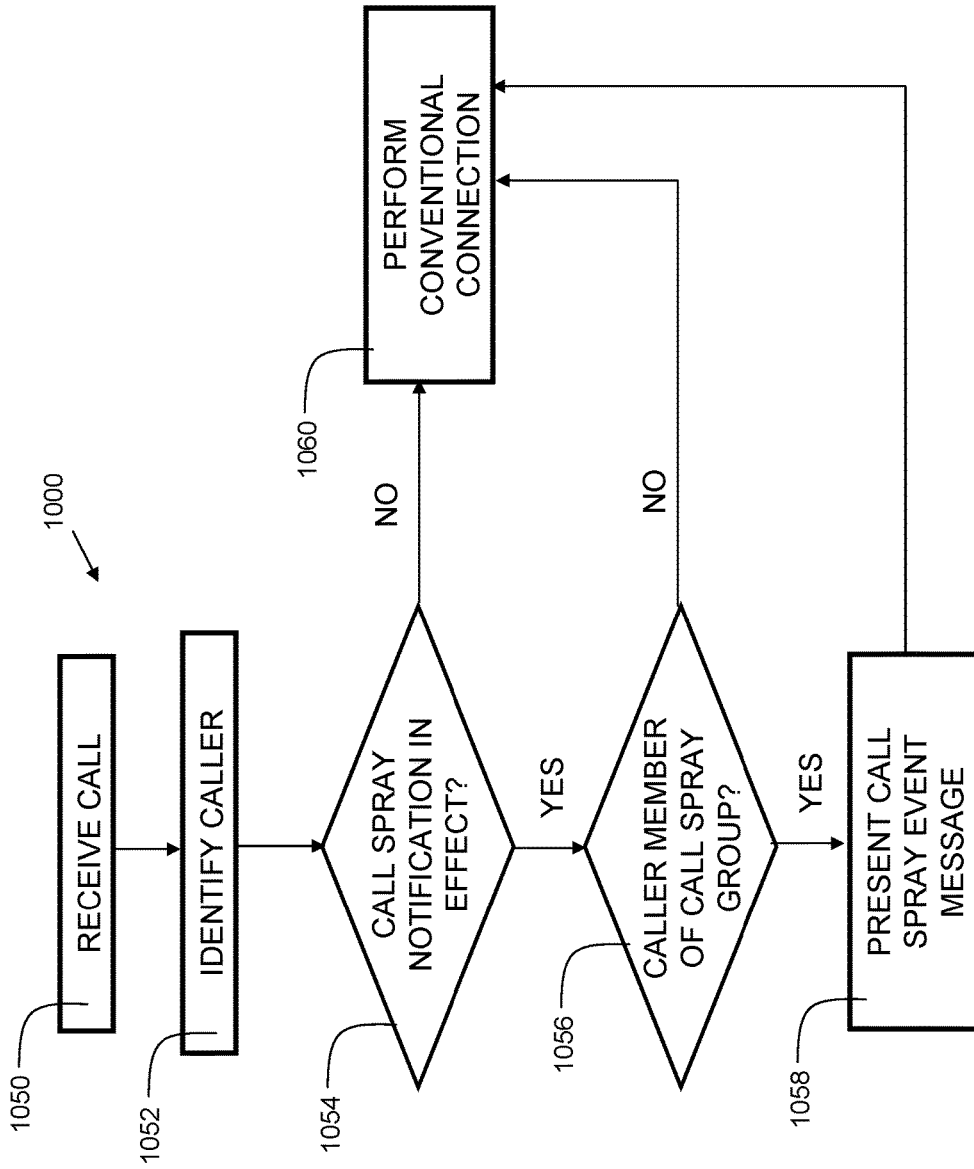 1000
1050
RECEIVE CALL
1052
IDENTIFY CALLER
1054
CALL SPRAY
NOTIFICATION IN
EFFECT?
NO
YES
1060
PERFORM
CONVENTIONAL
CONNECTION
1056
CALLER MEMBER
OF CALL SPRAY
GROUP?
NO
YES
1058
PRESENT CALL
SPRAY EVENT
MESSAGE